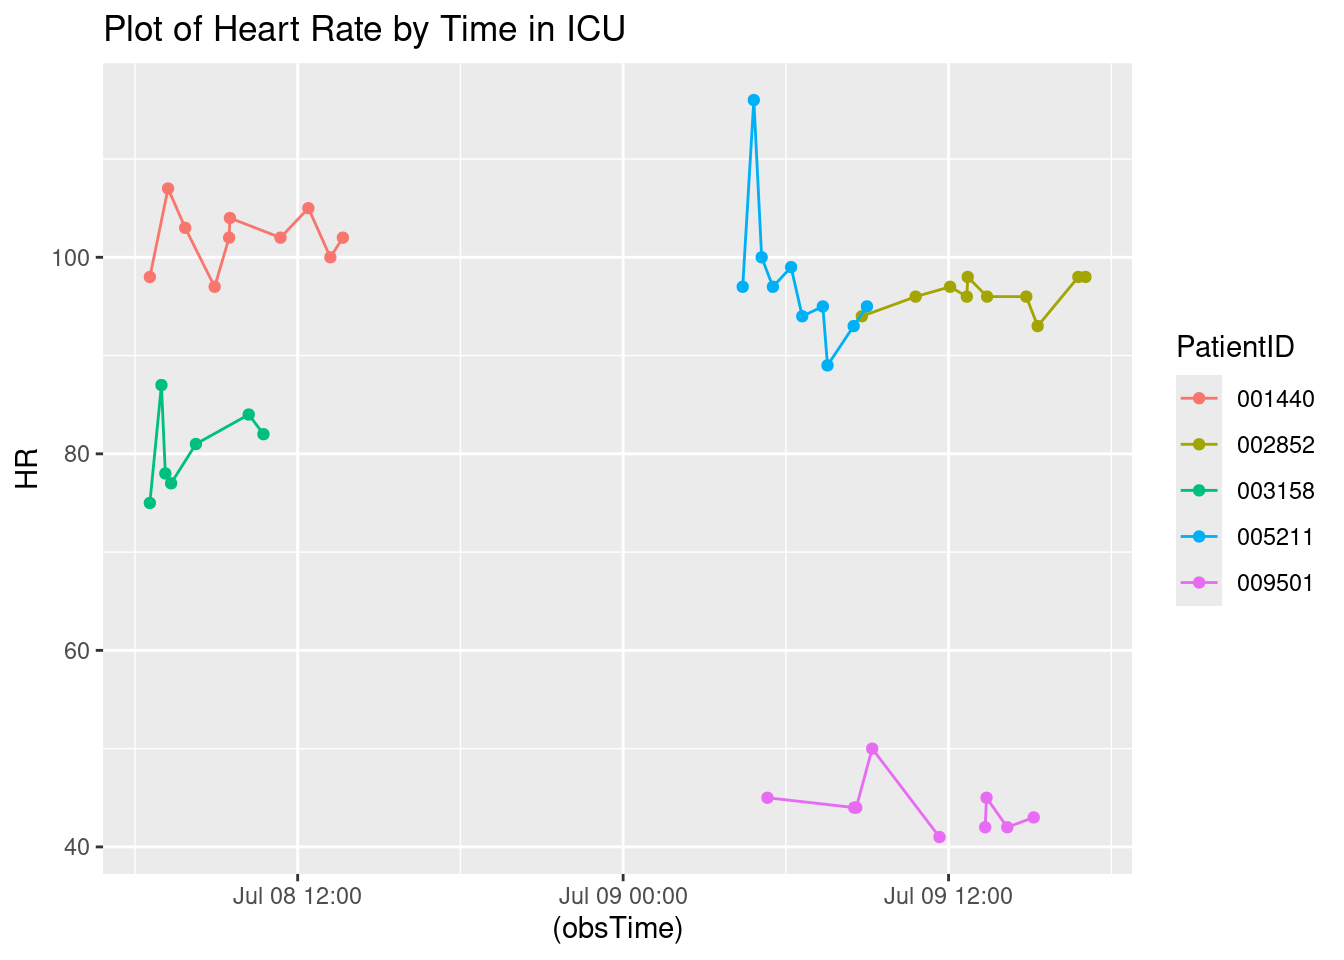 Plot of Heart Rate by Time in ICU
HR
100
80
60
40
Jul 08 12:00
Jul 09 00:00
Jul 09 12:00
(obsTime)
PatientID
001440
002852
003158
005211
009501